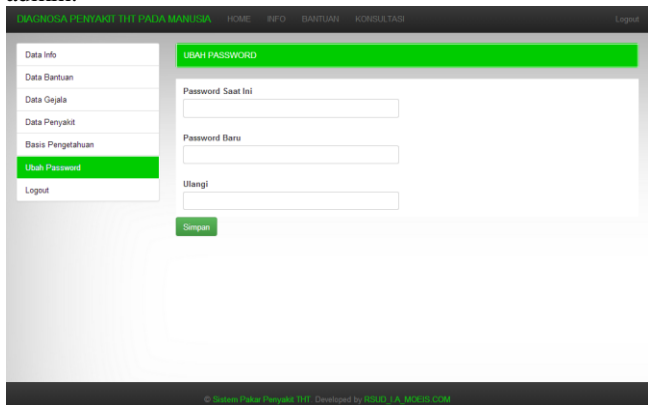 DIAGNOSA PENYAKIT THT PADA MANUSIA HOME INFO BANTUAN KONSULTASI Logout
Data Info
Data Bantuan
Data Gejala
Data Penyakit
Basis Pengetahuan
Ubah Password
Logout
UBAH PASSWORD
Password Saat Ini
Password Baru
Ulangi
Simpan
© Sistem Pakar Penyakit THT. Developed by RSUD_I.A_MOEIS.COM